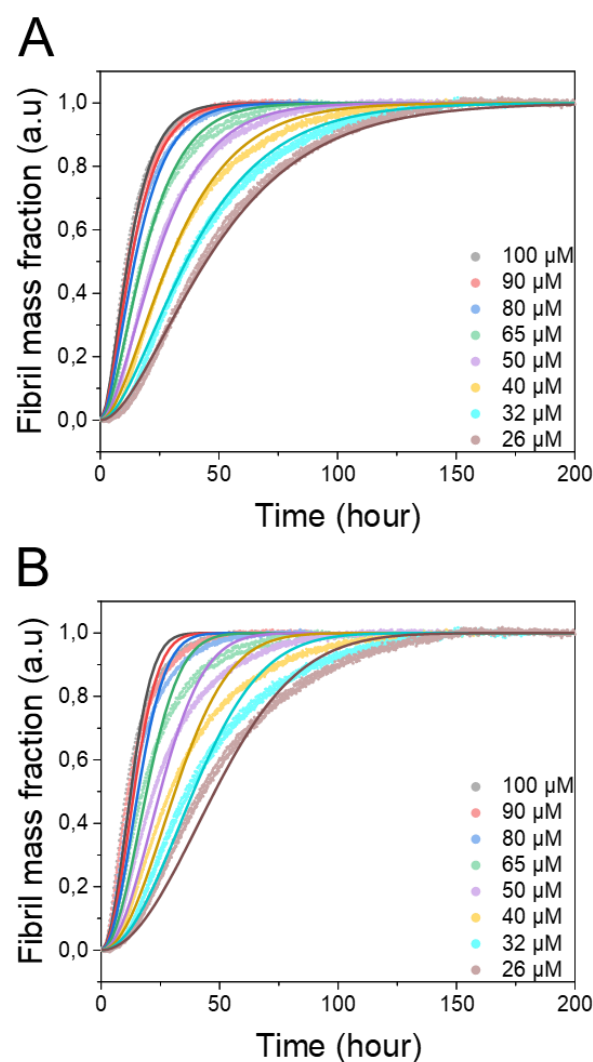 A
Fibril mass fraction (a.u)
1,0
0,8
0,6
0,4
0,2
0,0
100 µM
90 µM
80 µM
65 µM
50 µM
40 µM
32 µM
26 µM
0 50 100 150 200
Time (hour)
B
Fibril mass fraction (a.u)
1,0
0,8
0,6
0,4
0,2
0,0
100 µM
90 µM
80 µM
65 µM
50 µM
40 µM
32 µM
26 µM
0 50 100 150 200
Time (hour)